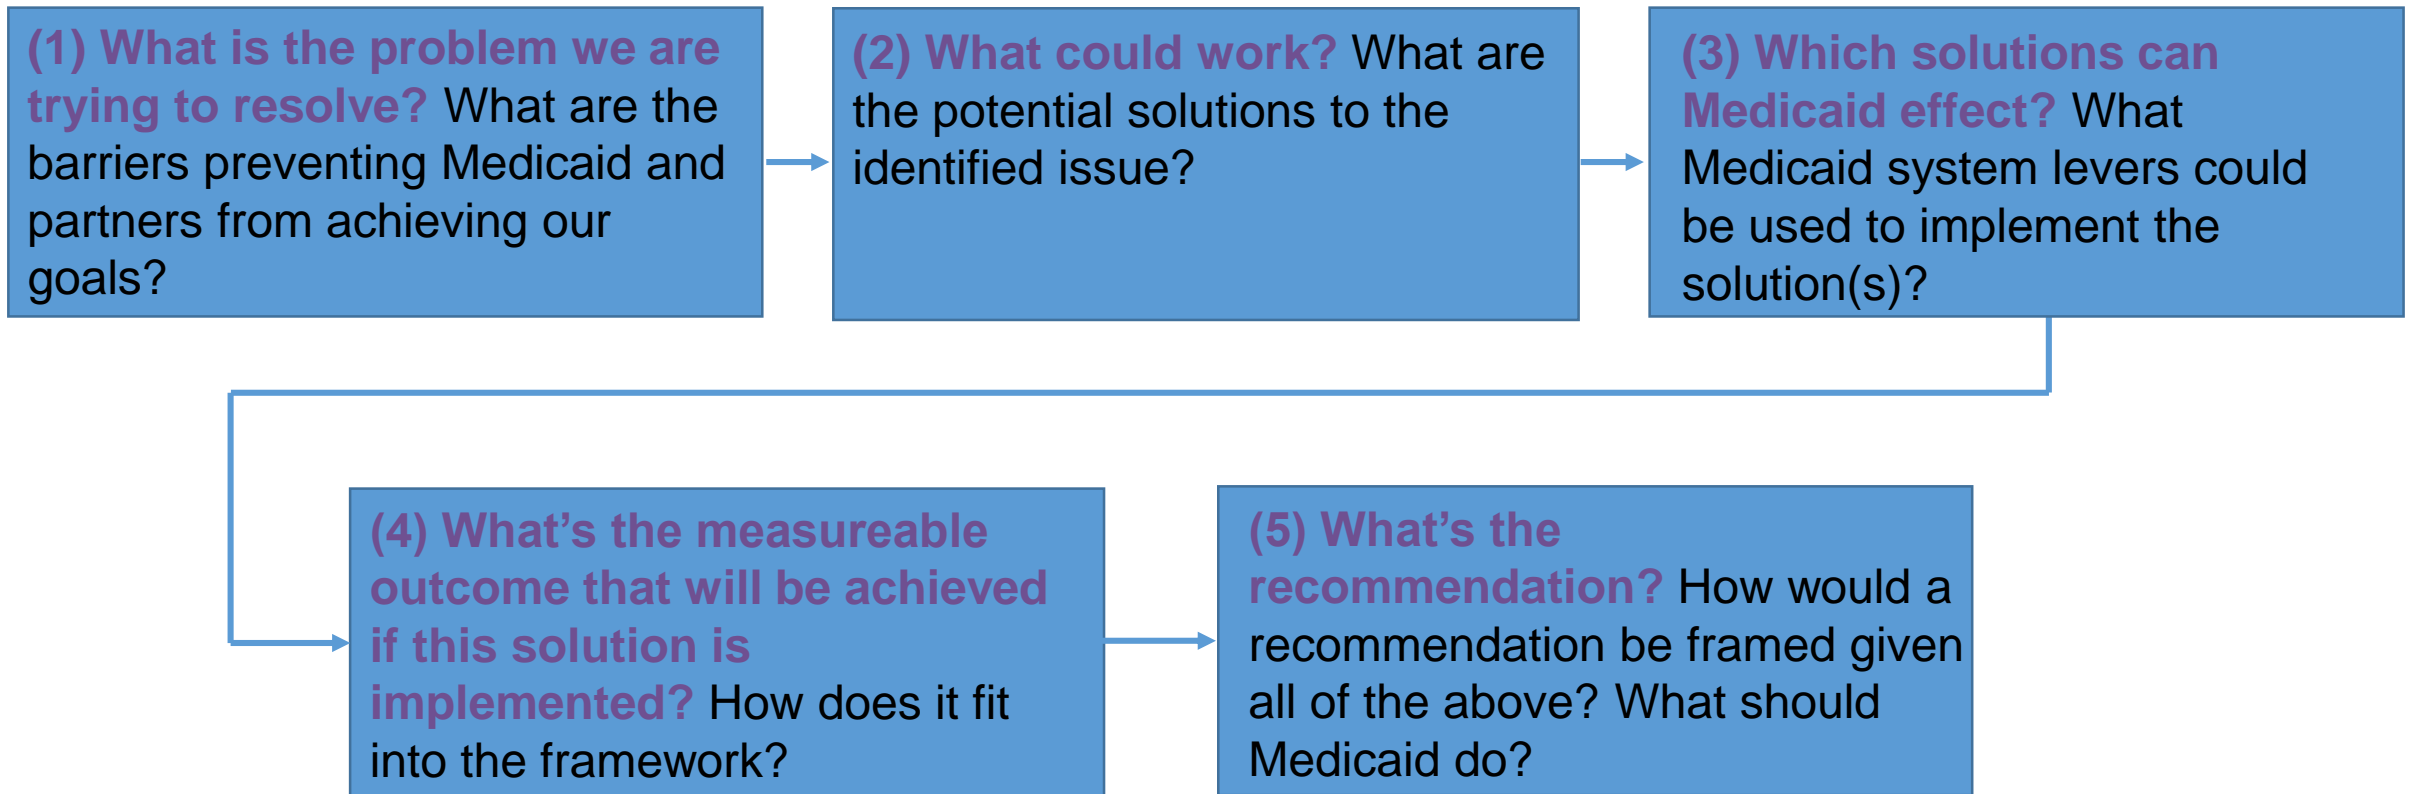 (1) What is the problem we are
trying to resolve? What are the
barriers preventing Medicaid and
partners from achieving our
goals?
(2) What could work? What are
the potential solutions to the
identified issue?
(3) Which solutions can
Medicaid effect? What
Medicaid system levers could
be used to implement the
solution(s)?
(4) What’s the measureable
outcome that will be achieved
if this solution is
implemented? How does it fit
into the framework?
(5) What’s the
recommendation? How would a
recommendation be framed given
all of the above? What should
Medicaid do?